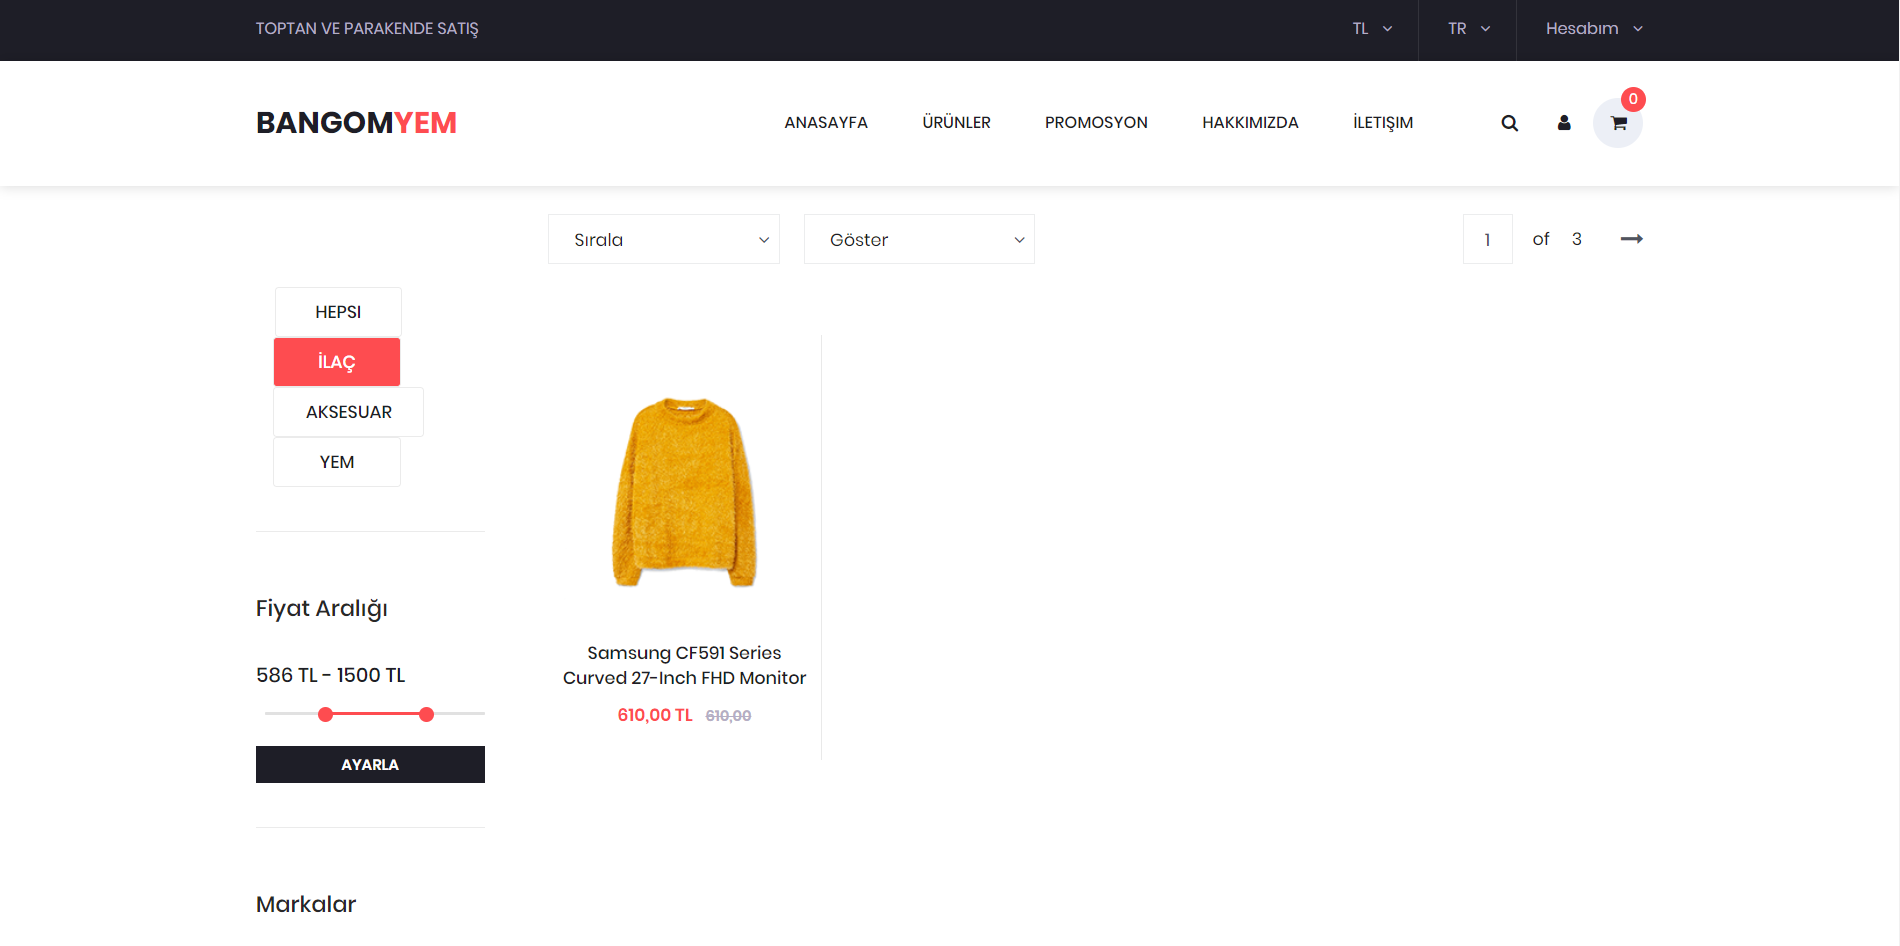 TOPTAN VE PARAKENDE SATIŞ TL TR Hesabım
BANGOMYEM ANASAYFA ÜRÜNLER PROMOSYON HAKKIMIZDA İLETIŞIM 0
Sırala Göster 1 of 3
HEPSI
İLAÇ
AKSESUAR
YEM
Fiyat Aralığı
586 TL - 1500 TL
AYARLA
Markalar
Samsung CF591 Series
Curved 27-Inch FHD Monitor
610,00 TL 610,00